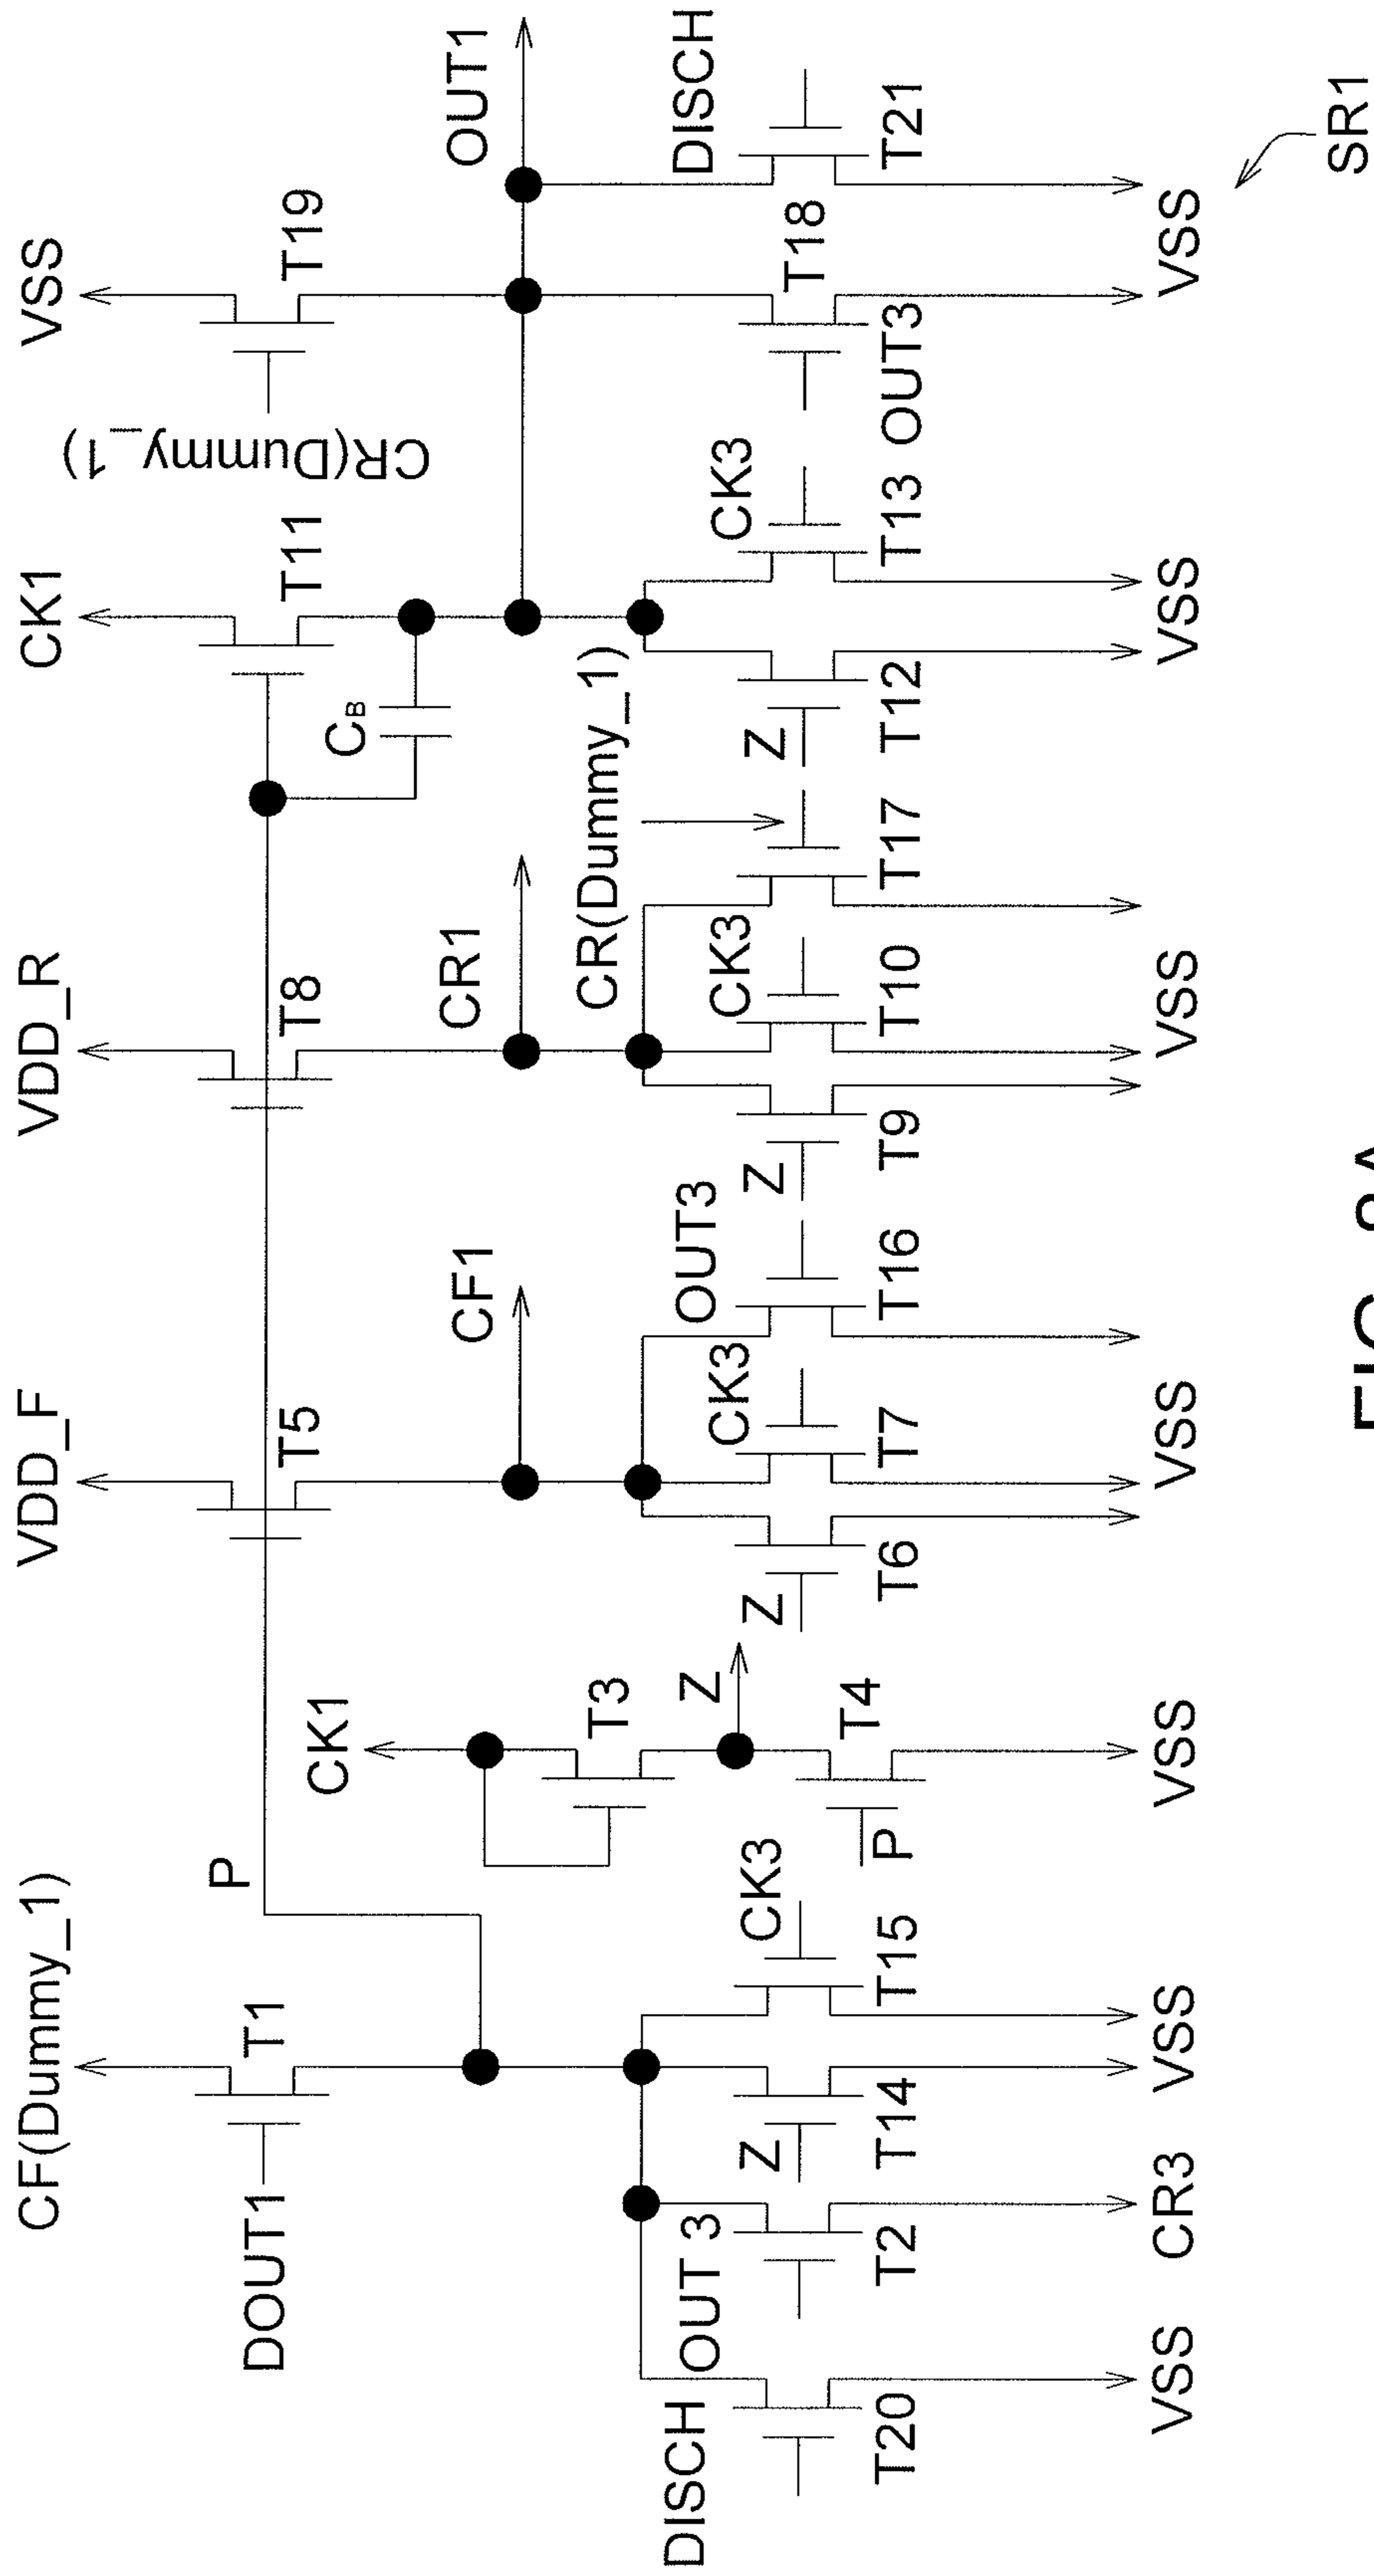 CF(Dummy_1)
VDD_F
VDD_R
CK1
VSS
DOUT1
T1
P
T5
T8
T11
T19
CR(Dummy_1)
CK1
CB
T3
Z
CF1
CR1
OUT1
DISCH
T20
OUT 3
T2
Z
T14
CK3
T15
P
T4
Z
T6
CK3
T7
OUT3
T16
Z
T9
CK3
T10
CR(Dummy_1)
T17
Z
T12
CK3
T13
OUT3
T18
DISCH
T21
VSS
CR3
VSS
VSS
VSS
VSS
VSS
VSS
SR1